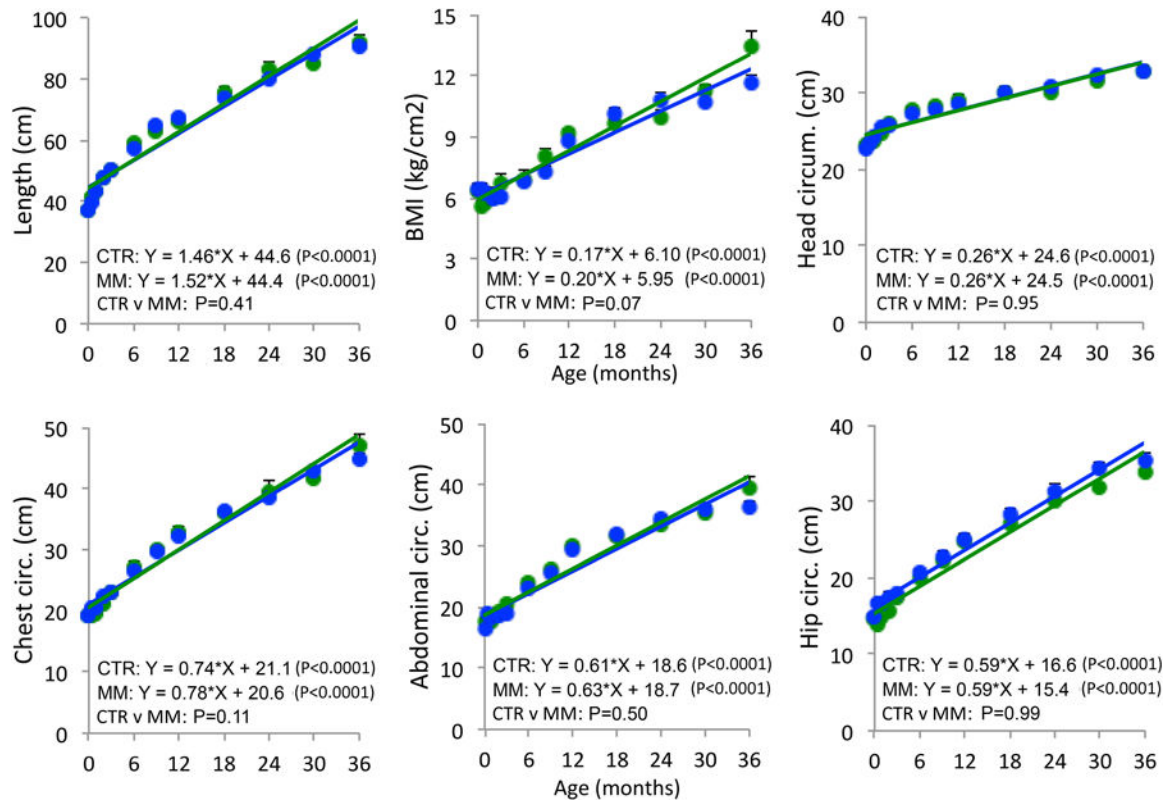 Length (cm)
100
80
60
40
20
0
CTR: Y = 1.46*X + 44.6 (P<0.0001)
MM: Y = 1.52*X + 44.4 (P<0.0001)
CTR v MM: P=0.41
0 6 12 18 24 30 36
BMI (kg/cm2)
15
12
9
6
3
0
CTR: Y = 0.17*X + 6.10 (P<0.0001)
MM: Y = 0.20*X + 5.95 (P<0.0001)
CTR v MM: P=0.07
0 6 12 18 24 30 36
Age (months)
Head circum. (cm)
40
30
20
10
0
CTR: Y = 0.26*X + 24.6 (P<0.0001)
MM: Y = 0.26*X + 24.5 (P<0.0001)
CTR v MM: P= 0.95
0 6 12 18 24 30 36
Chest circ. (cm)
50
40
30
20
10
0
CTR: Y = 0.74*X + 21.1 (P<0.0001)
MM: Y = 0.78*X + 20.6 (P<0.0001)
CTR v MM: P=0.11
0 6 12 18 24 30 36
Abdominal circ. (cm)
50
40
30
20
10
0
CTR: Y = 0.61*X + 18.6 (P<0.0001)
MM: Y = 0.63*X + 18.7 (P<0.0001)
CTR v MM: P=0.50
0 6 12 18 24 30 36
Age (months)
Hip circ. (cm)
40
30
20
10
0
CTR: Y = 0.59*X + 16.6 (P<0.0001)
MM: Y = 0.59*X + 15.4 (P<0.0001)
CTR v MM: P=0.99
0 6 12 18 24 30 36